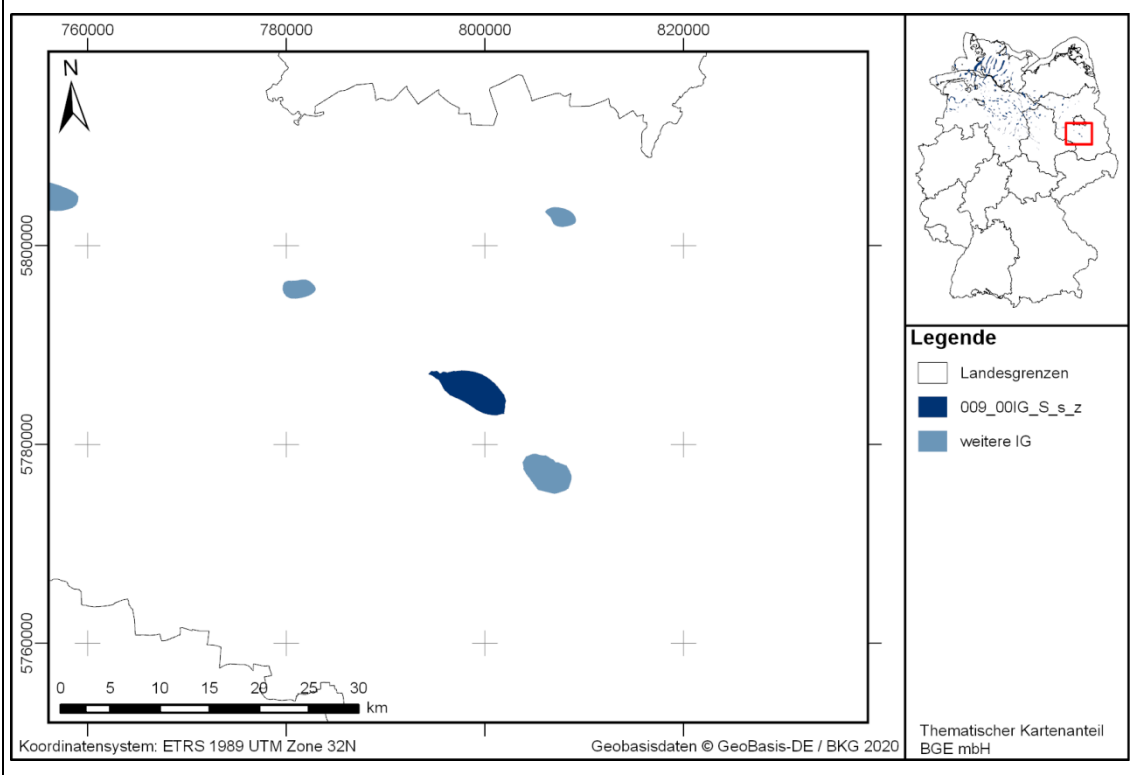 760000 780000 800000 820000
N
5800000
5780000
5760000
0 5 10 15 20 25 30
km
Koordinatensystem: ETRS 1989 UTM Zone 32N
Geobasisdaten © GeoBasis-DE / BKG 2020
Legende
Landesgrenzen
009_00IG_S_s_z
weitere IG
Thematischer Kartenanteil
BGE mbH